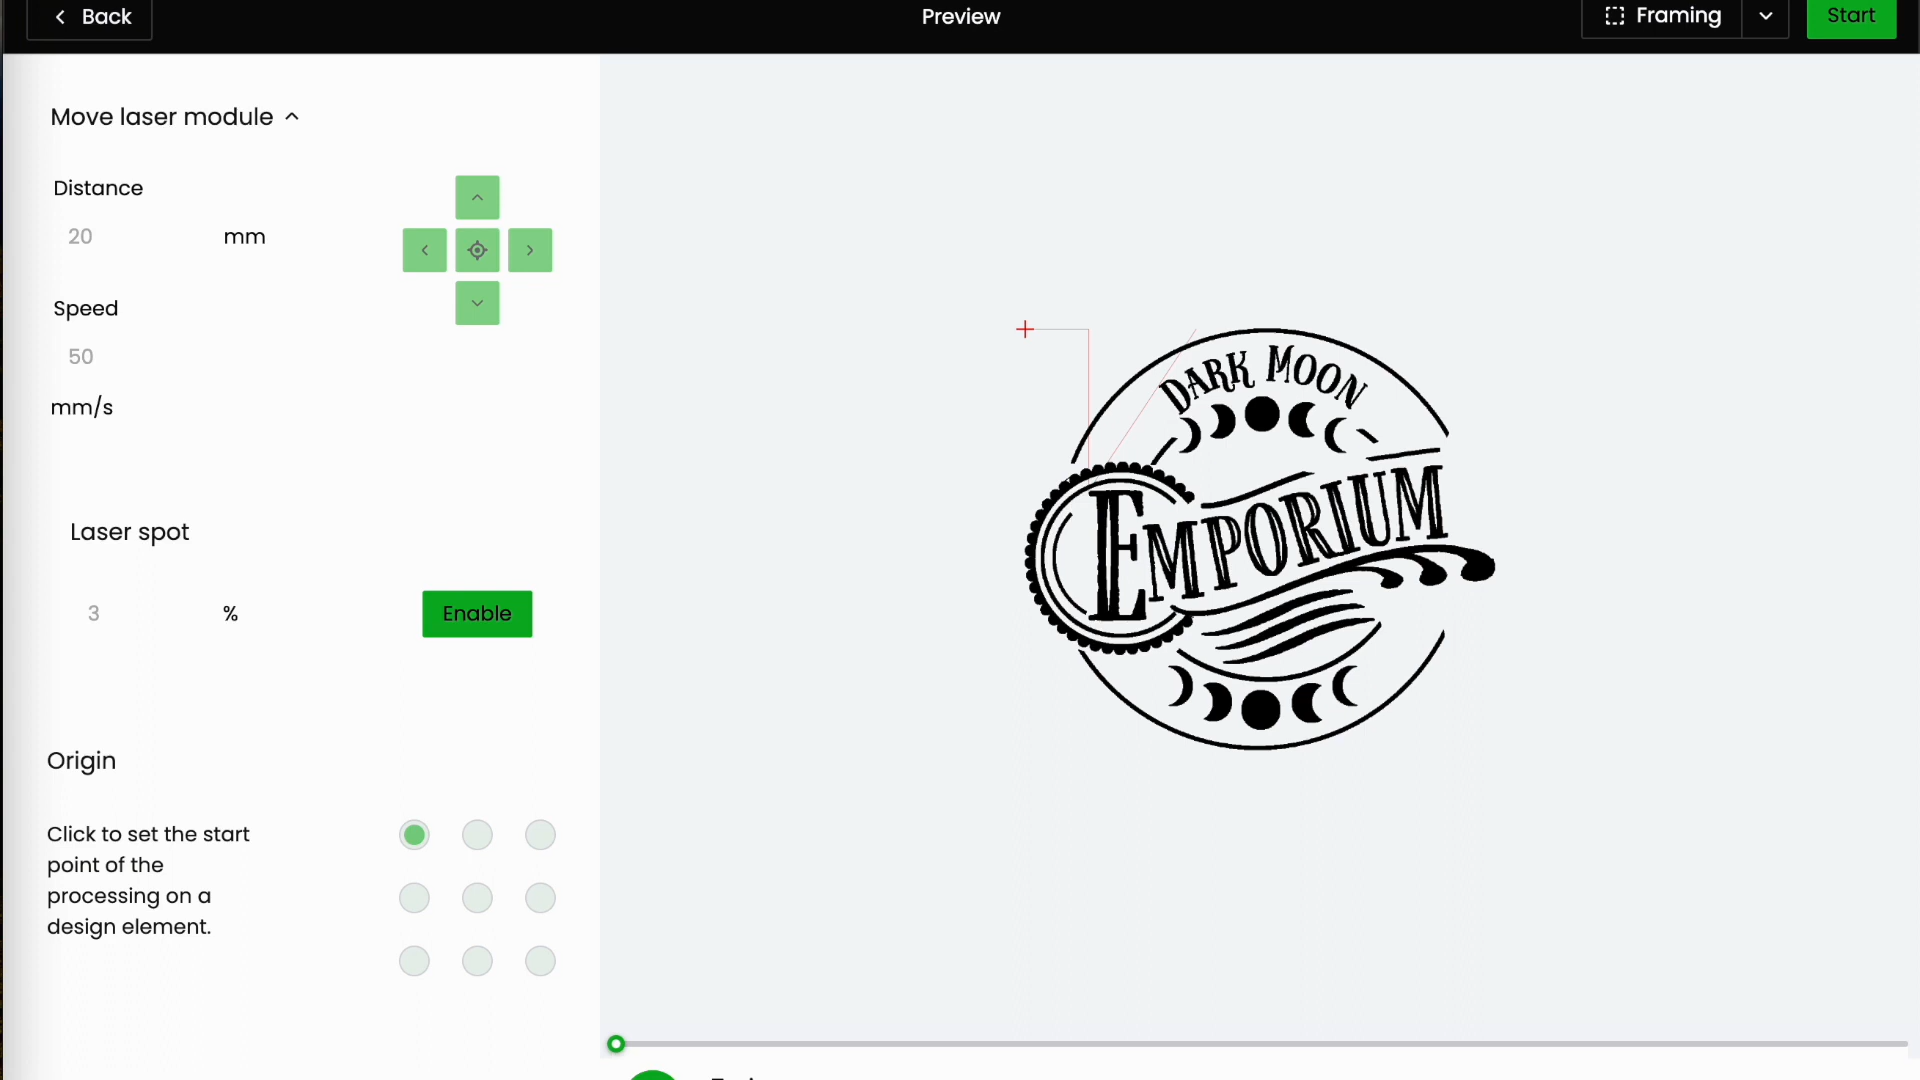 Back
Preview
Framing
Start
Move laser module
Distance
20 mm
Speed
50
mm/s
Laser spot
3 %
Enable
Origin
Click to set the start
point of the
processing on a
design element.
DARK MOON
EMPORIUM